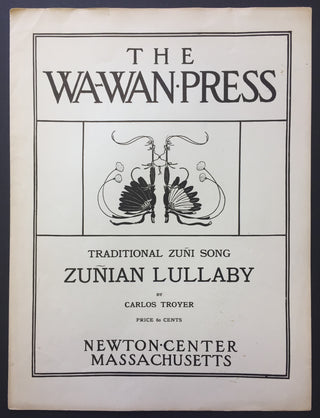 THE
WA-WAN·PRESS
TRADITIONAL ZUÑI SONG
ZUÑIAN LULLABY
BY
CARLOS TROYER
PRICE 60 CENTS
NEWTON·CENTER
MASSACHUSETTS